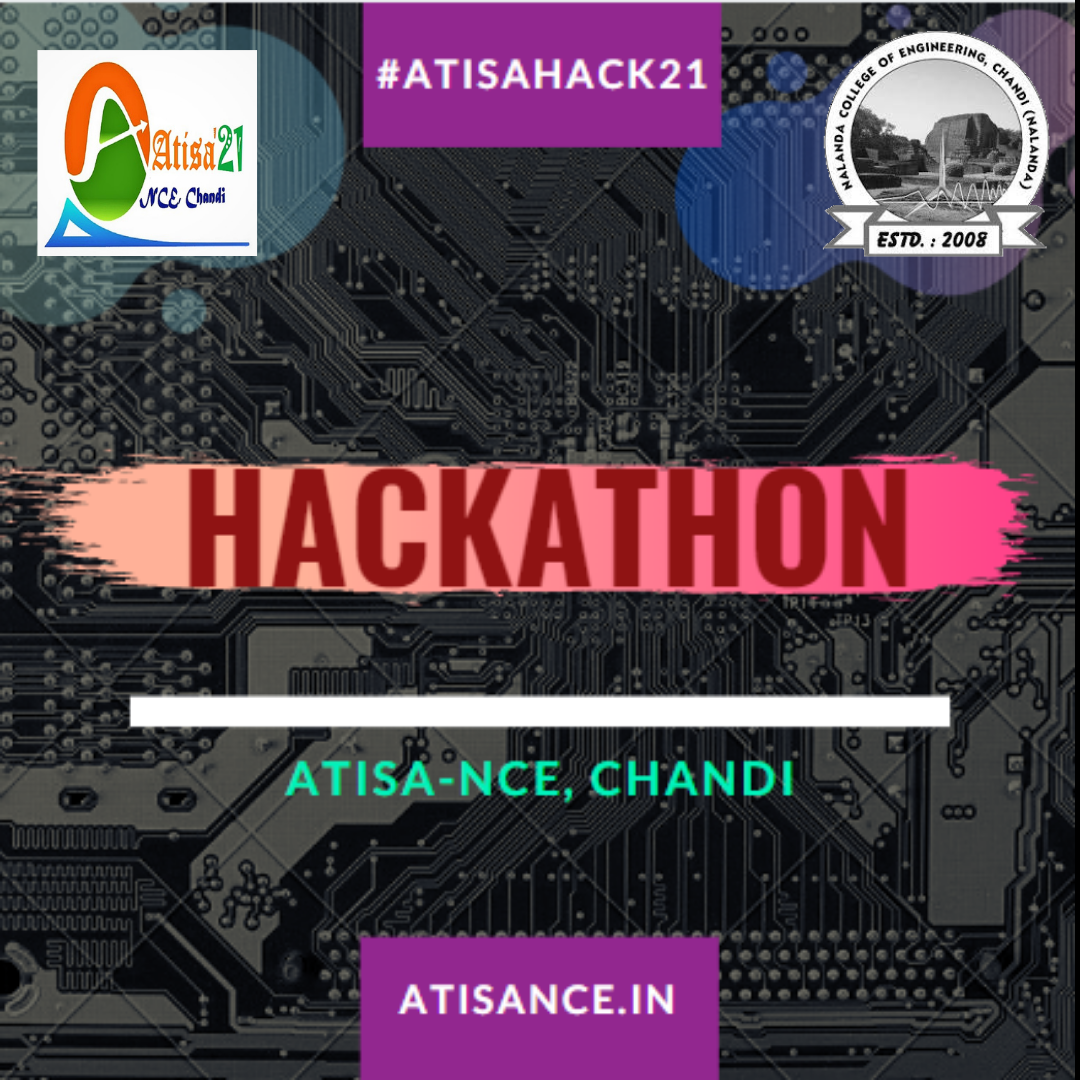 #ATISAHACK21
Atisa'21
NCE Chandi
NALANDA COLLEGE OF ENGINEERING, CHANDI (NALANDA)
ESTD. : 2008
HACKATHON
TP13
ATISA-NCE, CHANDI
ATISANCE.IN